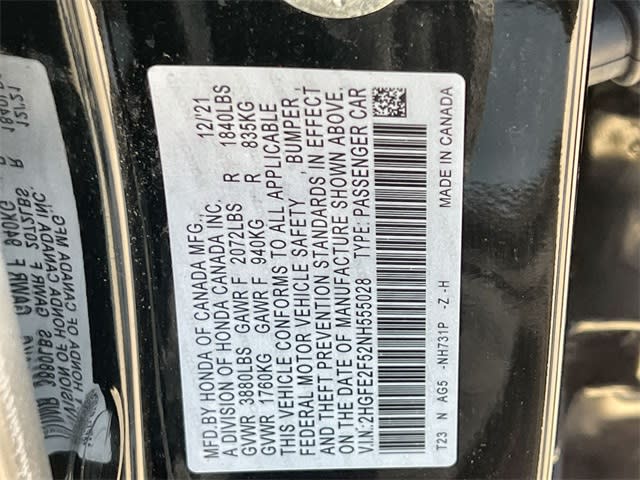 MFD.BY HONDA OF CANADA MFG., 12/'21
A DIVISION OF HONDA CANADA INC.
GVWR 3880LBS GAWR F 2072LBS R 1840LBS
GVWR 1760KG GAWR F 940KG R 835KG
THIS VEHICLE CONFORMS TO ALL APPLICABLE
FEDERAL MOTOR VEHICLE SAFETY , BUMPER,
AND THEFT PREVENTION STANDARDS IN EFFECT
ON THE DATE OF MANUFACTURE SHOWN ABOVE.
V.I.N.:2HGFE2F52NH555028 TYPE: PASSENGER CAR
T23 N AG5 -NH731P -Z -H MADE IN CANADA